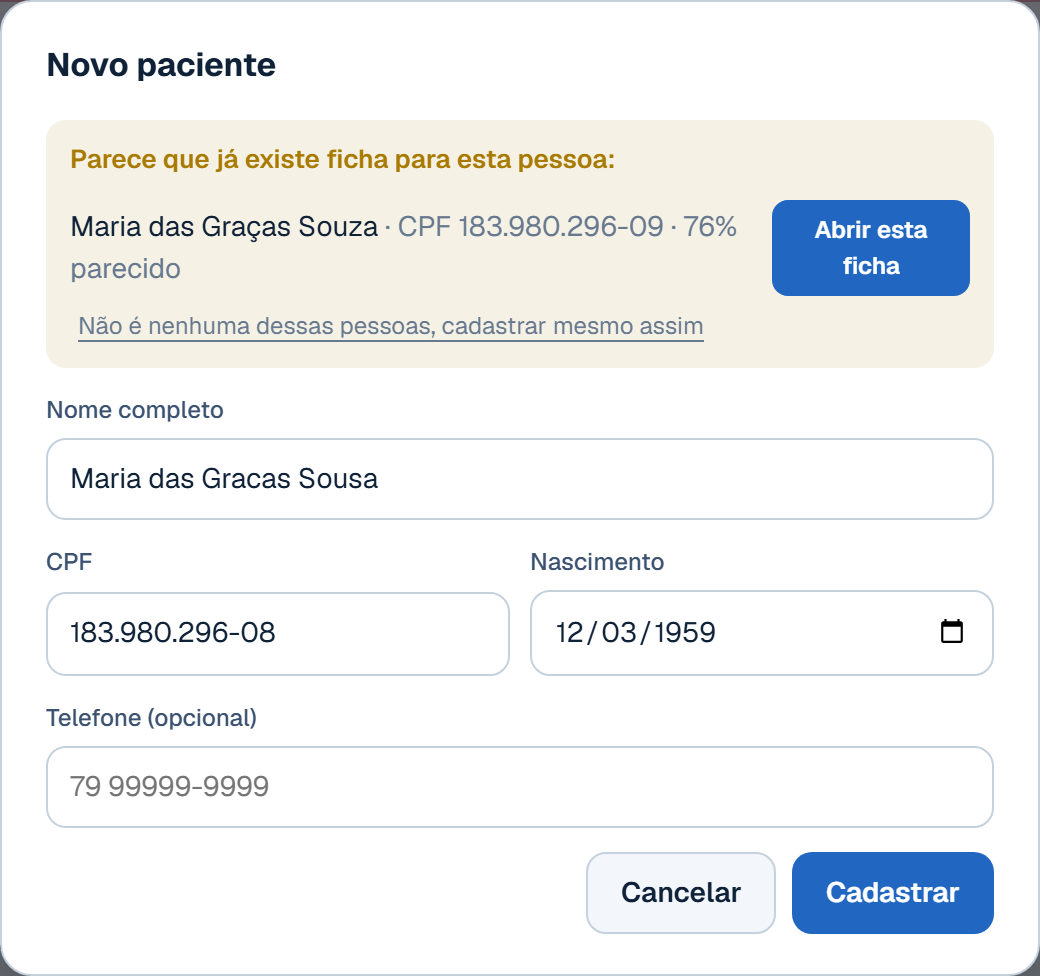 Novo paciente
Parece que já existe ficha para esta pessoa:
Maria das Graças Souza · CPF 183.980.296-09 · 76%
parecido
Abrir esta
ficha
Não é nenhuma dessas pessoas, cadastrar mesmo assim
Nome completo
Maria das Gracas Sousa
CPF
183.980.296-08
Nascimento
12/03/1959
Telefone (opcional)
79 99999-9999
Cancelar
Cadastrar